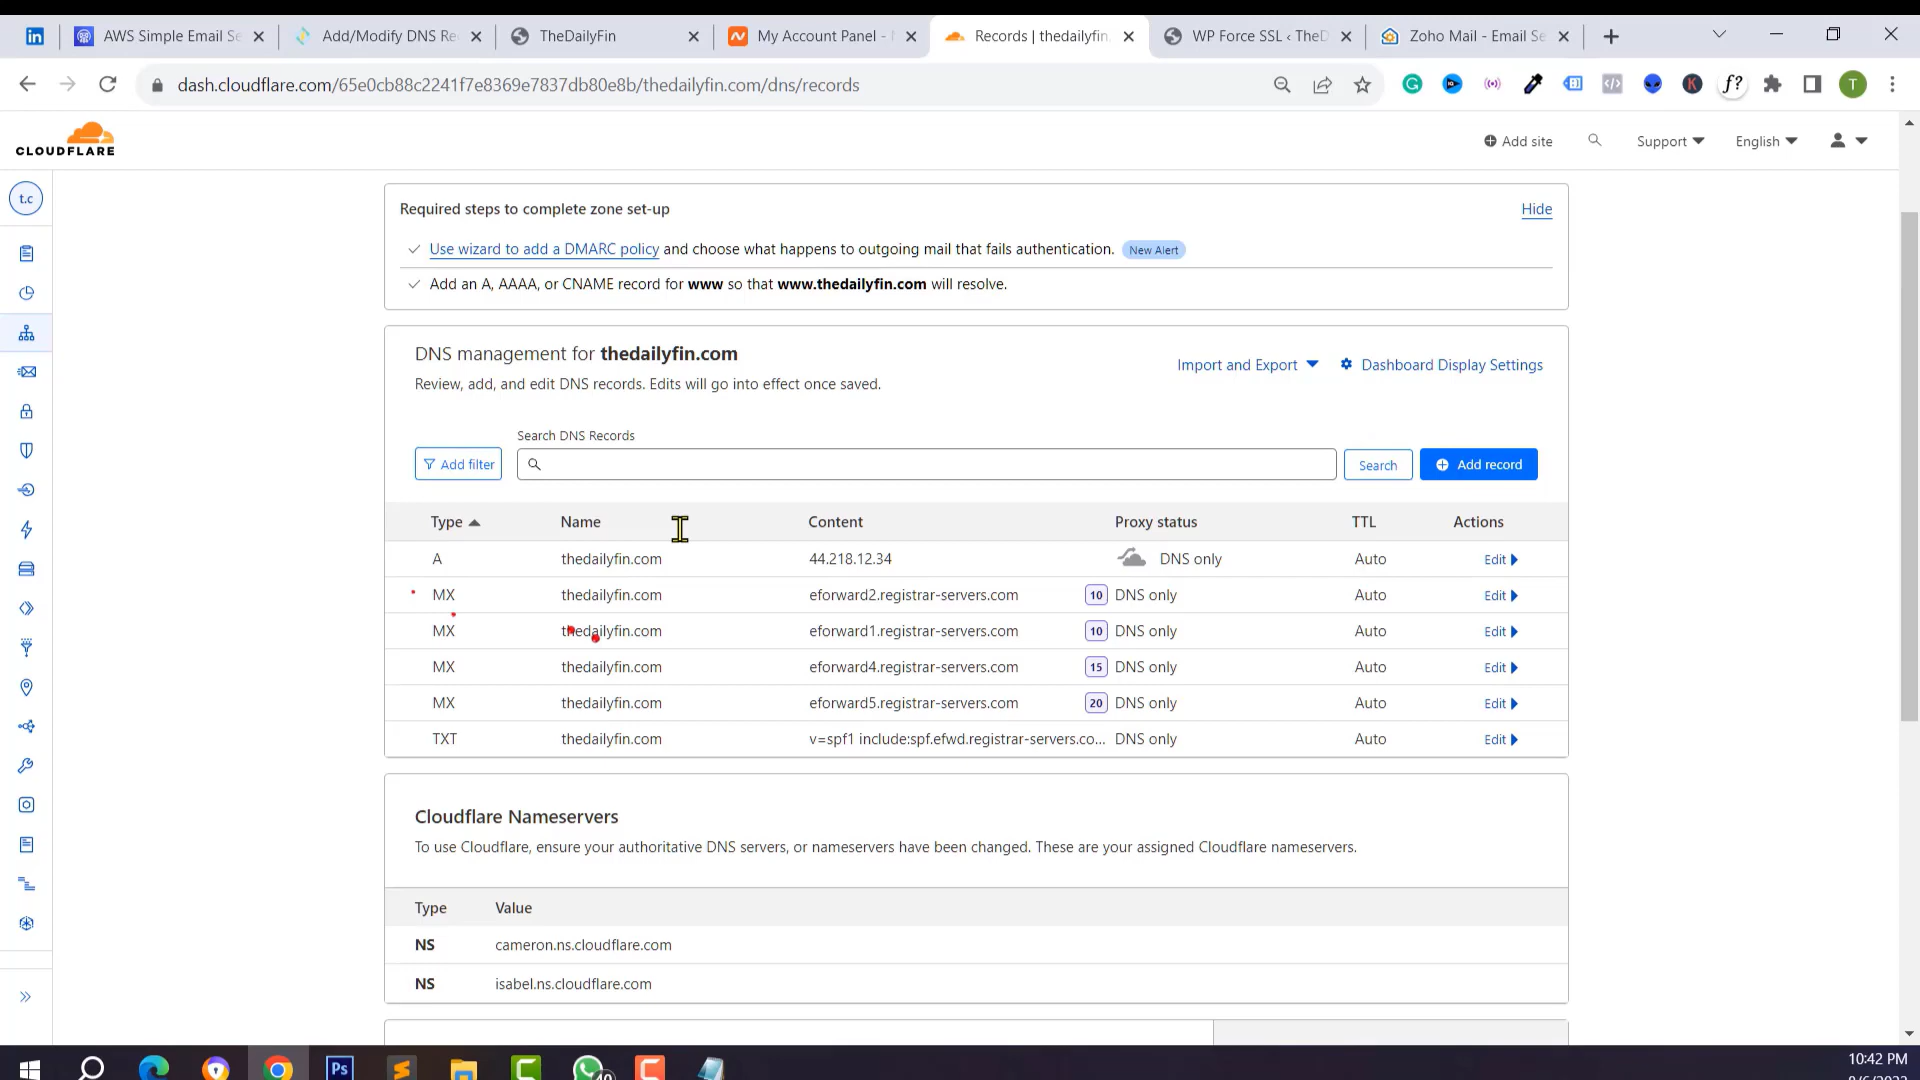 AWS Simple Email Se
Add/Modify DNS Re
TheDailyFin
My Account Panel -
Records | thedailyfin.
WP Force SSL ‹ TheD
Zoho Mail - Email Se
dash.cloudflare.com/65e0cb88c2241f7e8369e7837db80e8b/thedailyfin.com/dns/records
f?
T
CLOUDFLARE
Add site
Support
English
t.c
Required steps to complete zone set-up
Hide
Use wizard to add a DMARC policy and choose what happens to outgoing mail that fails authentication. New Alert
Add an A, AAAA, or CNAME record for www so that www.thedailyfin.com will resolve.
DNS management for thedailyfin.com
Import and Export
Dashboard Display Settings
Review, add, and edit DNS records. Edits will go into effect once saved.
Search DNS Records
Add filter
Search
Add record
Type Name Content Proxy status TTL Actions
A thedailyfin.com 44.218.12.34 DNS only Auto Edit
MX thedailyfin.com eforward2.registrar-servers.com 10 DNS only Auto Edit
MX thedailyfin.com eforward1.registrar-servers.com 10 DNS only Auto Edit
MX thedailyfin.com eforward4.registrar-servers.com 15 DNS only Auto Edit
MX thedailyfin.com eforward5.registrar-servers.com 20 DNS only Auto Edit
TXT thedailyfin.com v=spf1 include:spf.efwd.registrar-servers.co... DNS only Auto Edit
Cloudflare Nameservers
To use Cloudflare, ensure your authoritative DNS servers, or nameservers have been changed. These are your assigned Cloudflare nameservers.
Type Value
NS cameron.ns.cloudflare.com
NS isabel.ns.cloudflare.com
Ps
10:42 PM